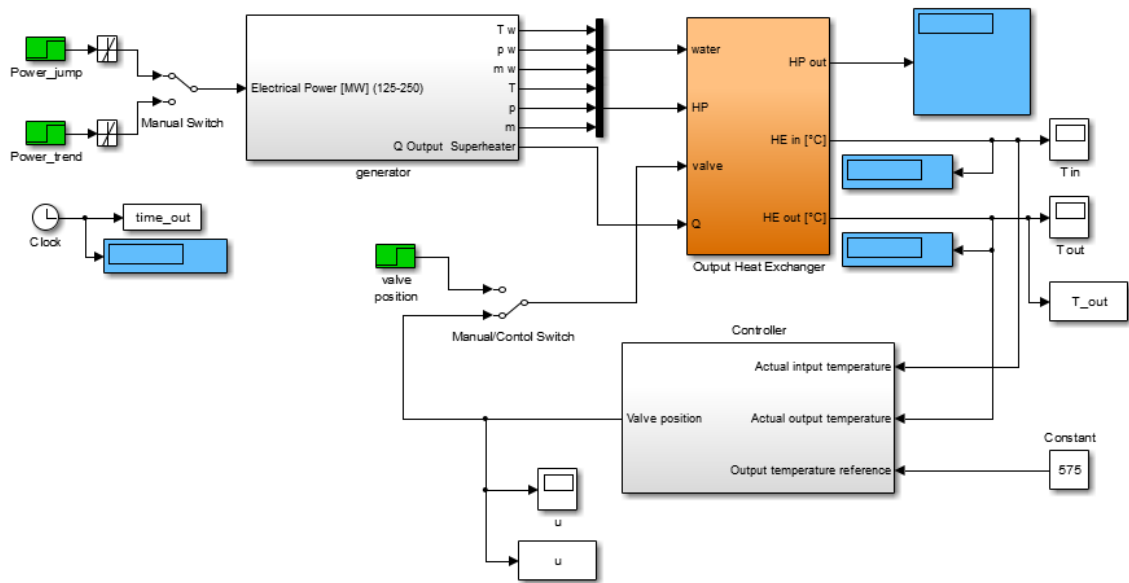 Power_jump
Power_trend
Manual Switch
Electrical Power [MW] (125-250)
T w
p w
m w
T
p
m
Q Output Superheater
generator
water
HP
valve
Q
HP out
HE in [°C]
HE out [°C]
Output Heat Exchanger
T in
T out
T_out
Clock
time_out
valve
position
Manual/Contol Switch
Controller
Actual intput temperature
Actual output temperature
Output temperature reference
Valve position
Constant
575
u
u